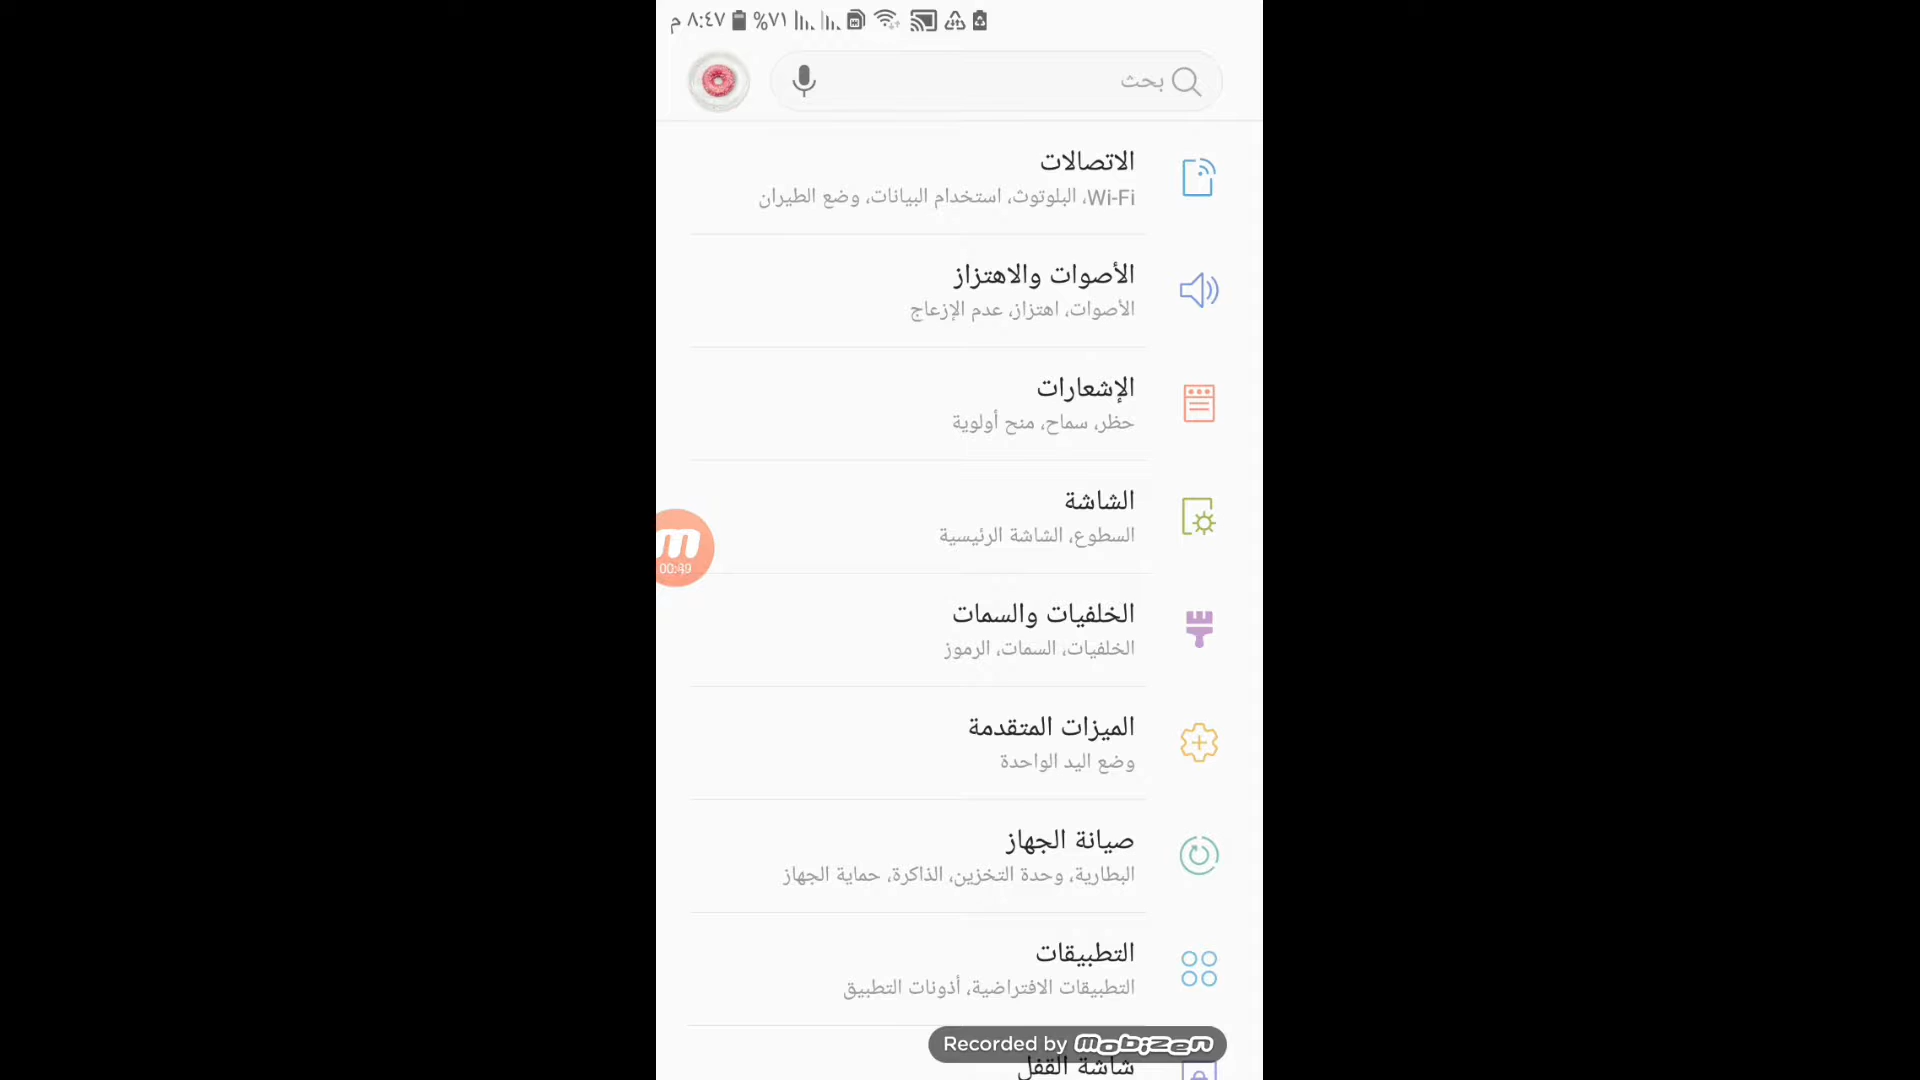 ٨:٤٧ م ٧١%
بحث
الاتصالات
Wi-Fi، البلوتوث، استخدام البيانات، وضع الطيران
الأصوات والاهتزاز
الأصوات، اهتزاز، عدم الإزعاج
الإشعارات
حظر، سماح، منح أولوية
الشاشة
السطوع، الشاشة الرئيسية
00:49
الخلفيات والسمات
الخلفيات، السمات، الرموز
الميزات المتقدمة
وضع اليد الواحدة
صيانة الجهاز
البطارية، وحدة التخزين، الذاكرة، حماية الجهاز
التطبيقات
التطبيقات الافتراضية، أذونات التطبيق
Recorded by mobizen
شاشة القفل